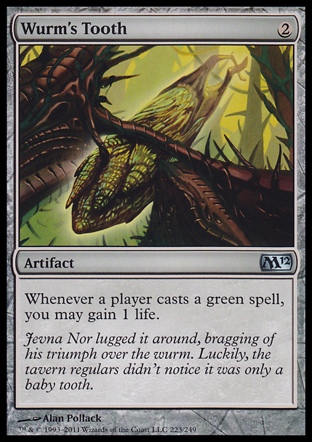 Wurm's Tooth 2
Artifact M12
Whenever a player casts a green spell,
you may gain 1 life.
Jevna Nor lugged it around, bragging of
his triumph over the wurm. Luckily, the
tavern regulars didn't notice it was only a
baby tooth.
Alan Pollack
™ & © 1993–2011 Wizards of the Coast LLC 223/249